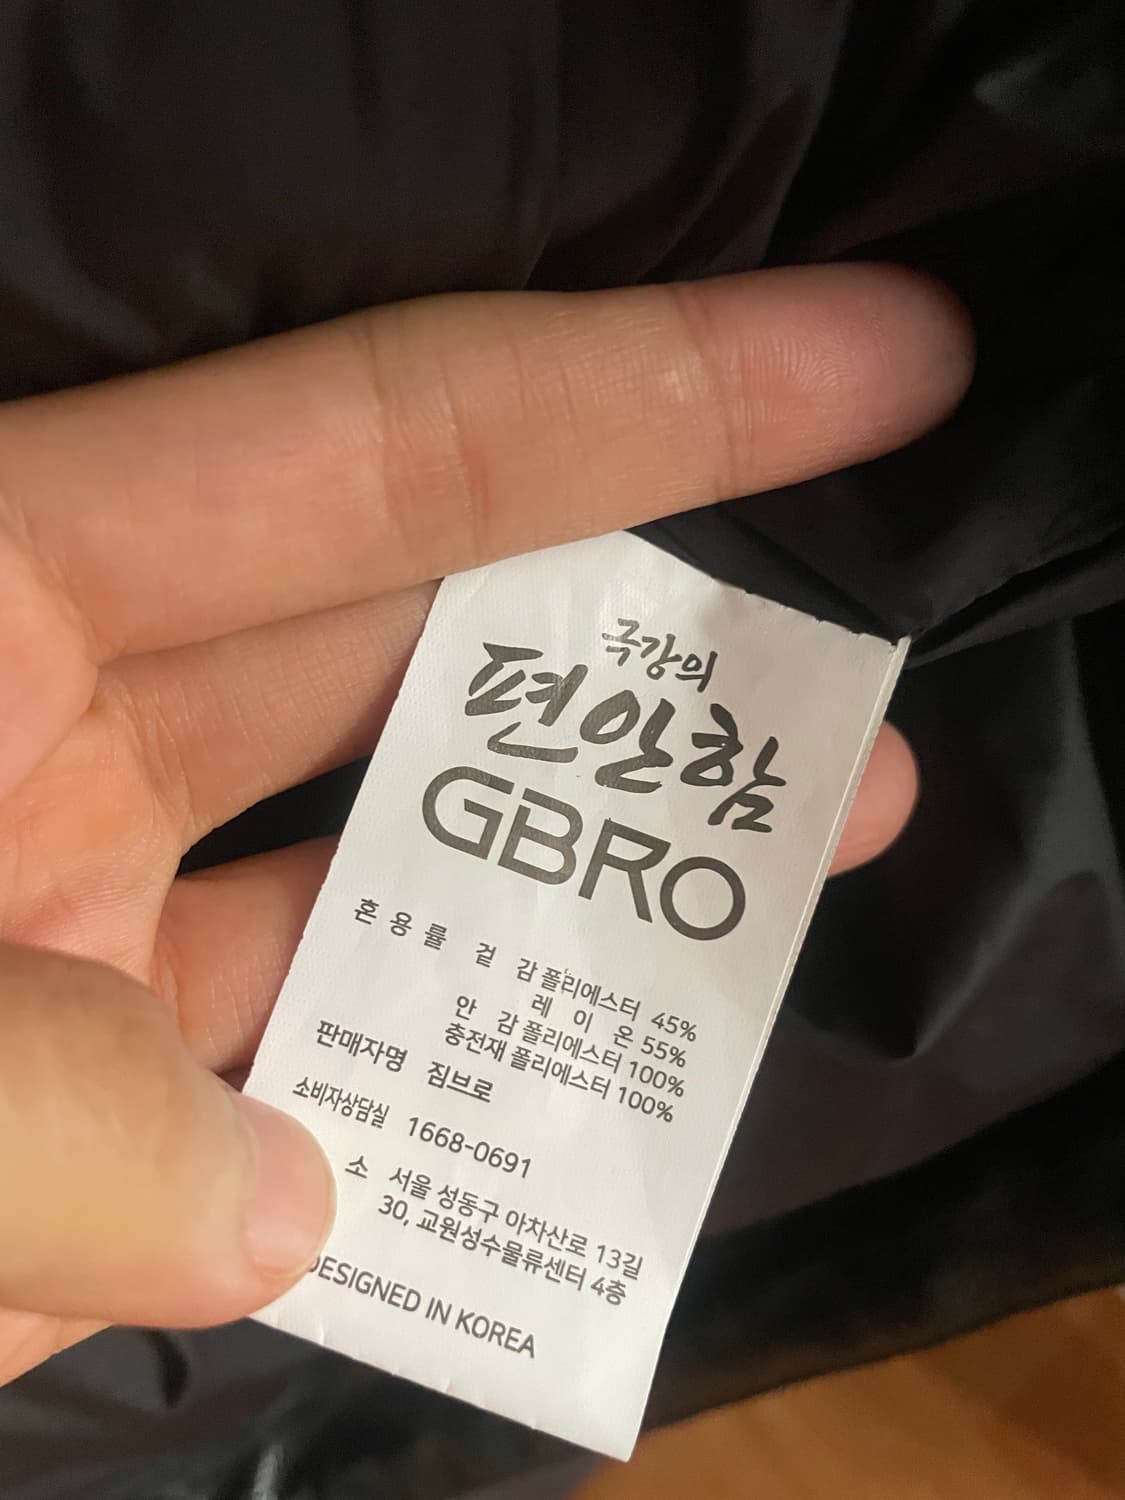 극강의
편안함
GBRO
혼용률 겉 감 폴리에스터 45%
레 이 온 55%
안 감 폴리에스터 100%
충전재 폴리에스터 100%
판매자명 짐브로
소비자상담실 1668-0691
소 서울 성동구 아차산로 13길
30, 교원성수물류센터 4층
DESIGNED IN KOREA